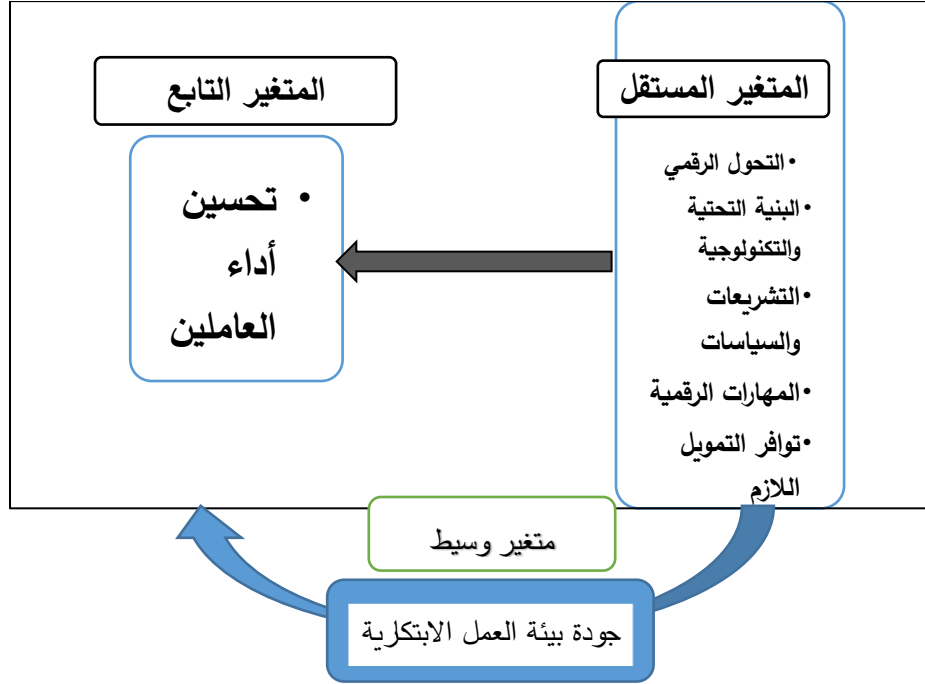 المتغير المستقل
•التحول الرقمي
•البنية التحتية
والتكنولوجية
•التشريعات
والسياسات
•المهارات الرقمية
•توافر التمويل
اللازم
المتغير التابع
• تحسين
أداء
العاملين
متغير وسيط
جودة بيئة العمل الابتكارية